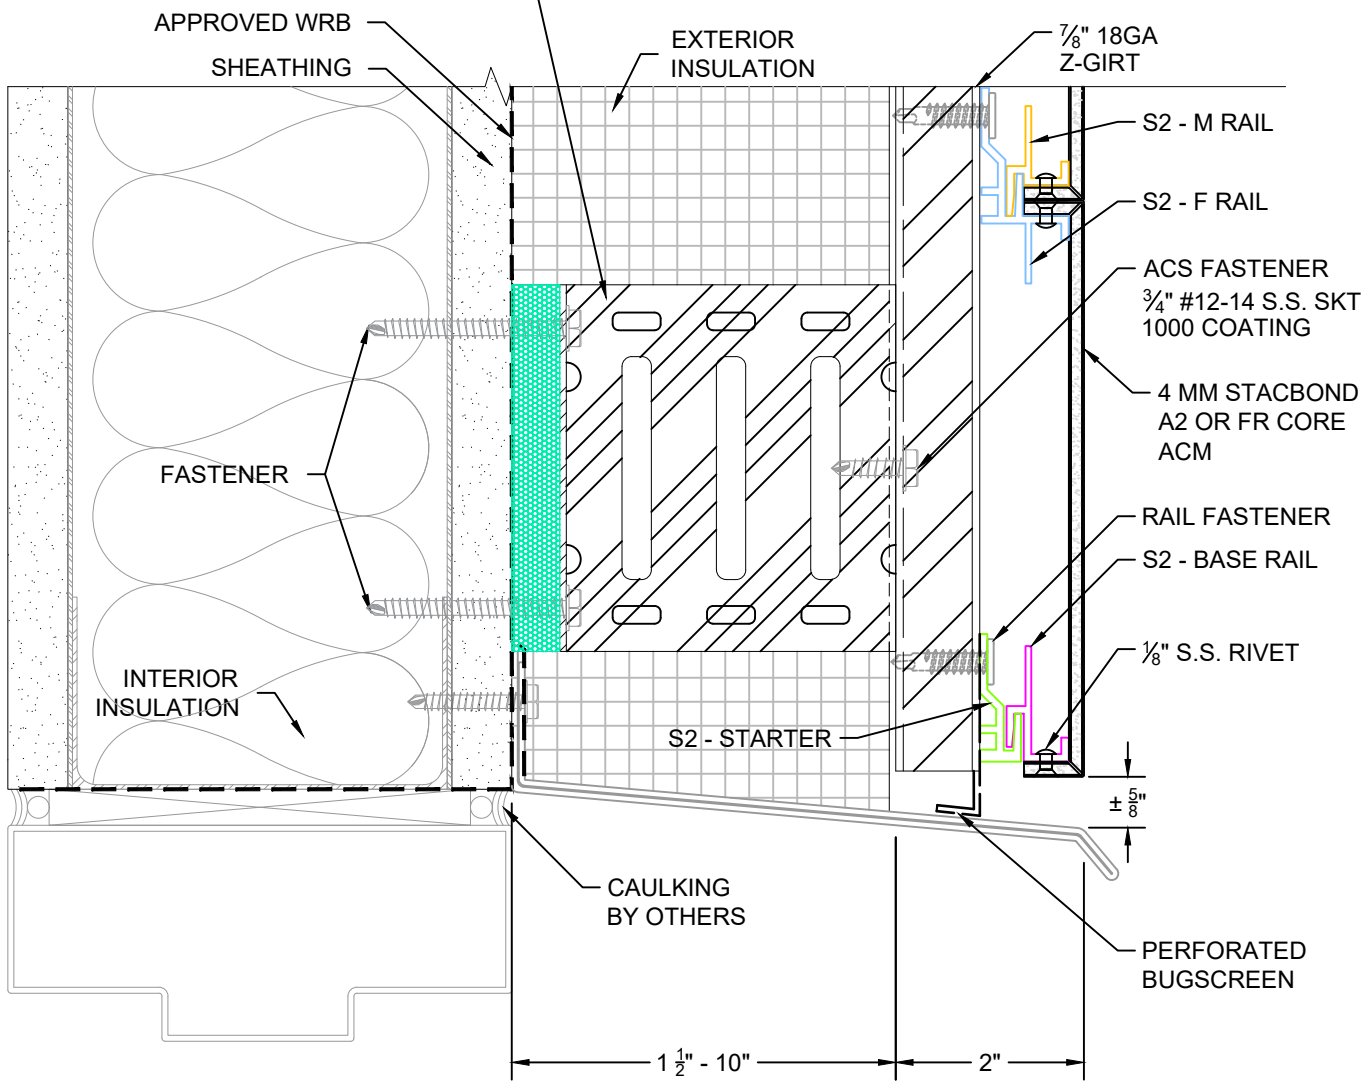 APPROVED WRB
SHEATHING
EXTERIOR
INSULATION
⅞" 18GA
Z-GIRT
S2 - M RAIL
S2 - F RAIL
ACS FASTENER
¾" #12-14 S.S. SKT
1000 COATING
4 MM STACBOND
A2 OR FR CORE
ACM
FASTENER
RAIL FASTENER
S2 - BASE RAIL
⅛" S.S. RIVET
INTERIOR
INSULATION
S2 - STARTER
± ⅝"
CAULKING
BY OTHERS
PERFORATED
BUGSCREEN
1 ½" - 10"
2"